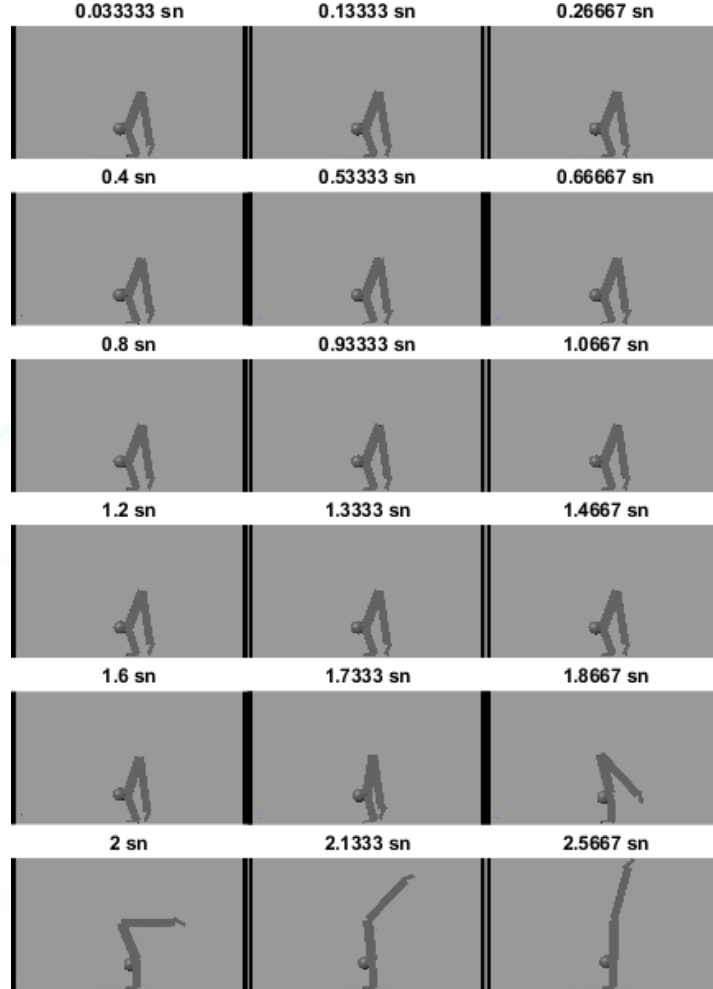 0.033333 sn 0.13333 sn 0.26667 sn
0.4 sn 0.53333 sn 0.66667 sn
0.8 sn 0.93333 sn 1.0667 sn
1.2 sn 1.3333 sn 1.4667 sn
1.6 sn 1.7333 sn 1.8667 sn
2 sn 2.1333 sn 2.5667 sn